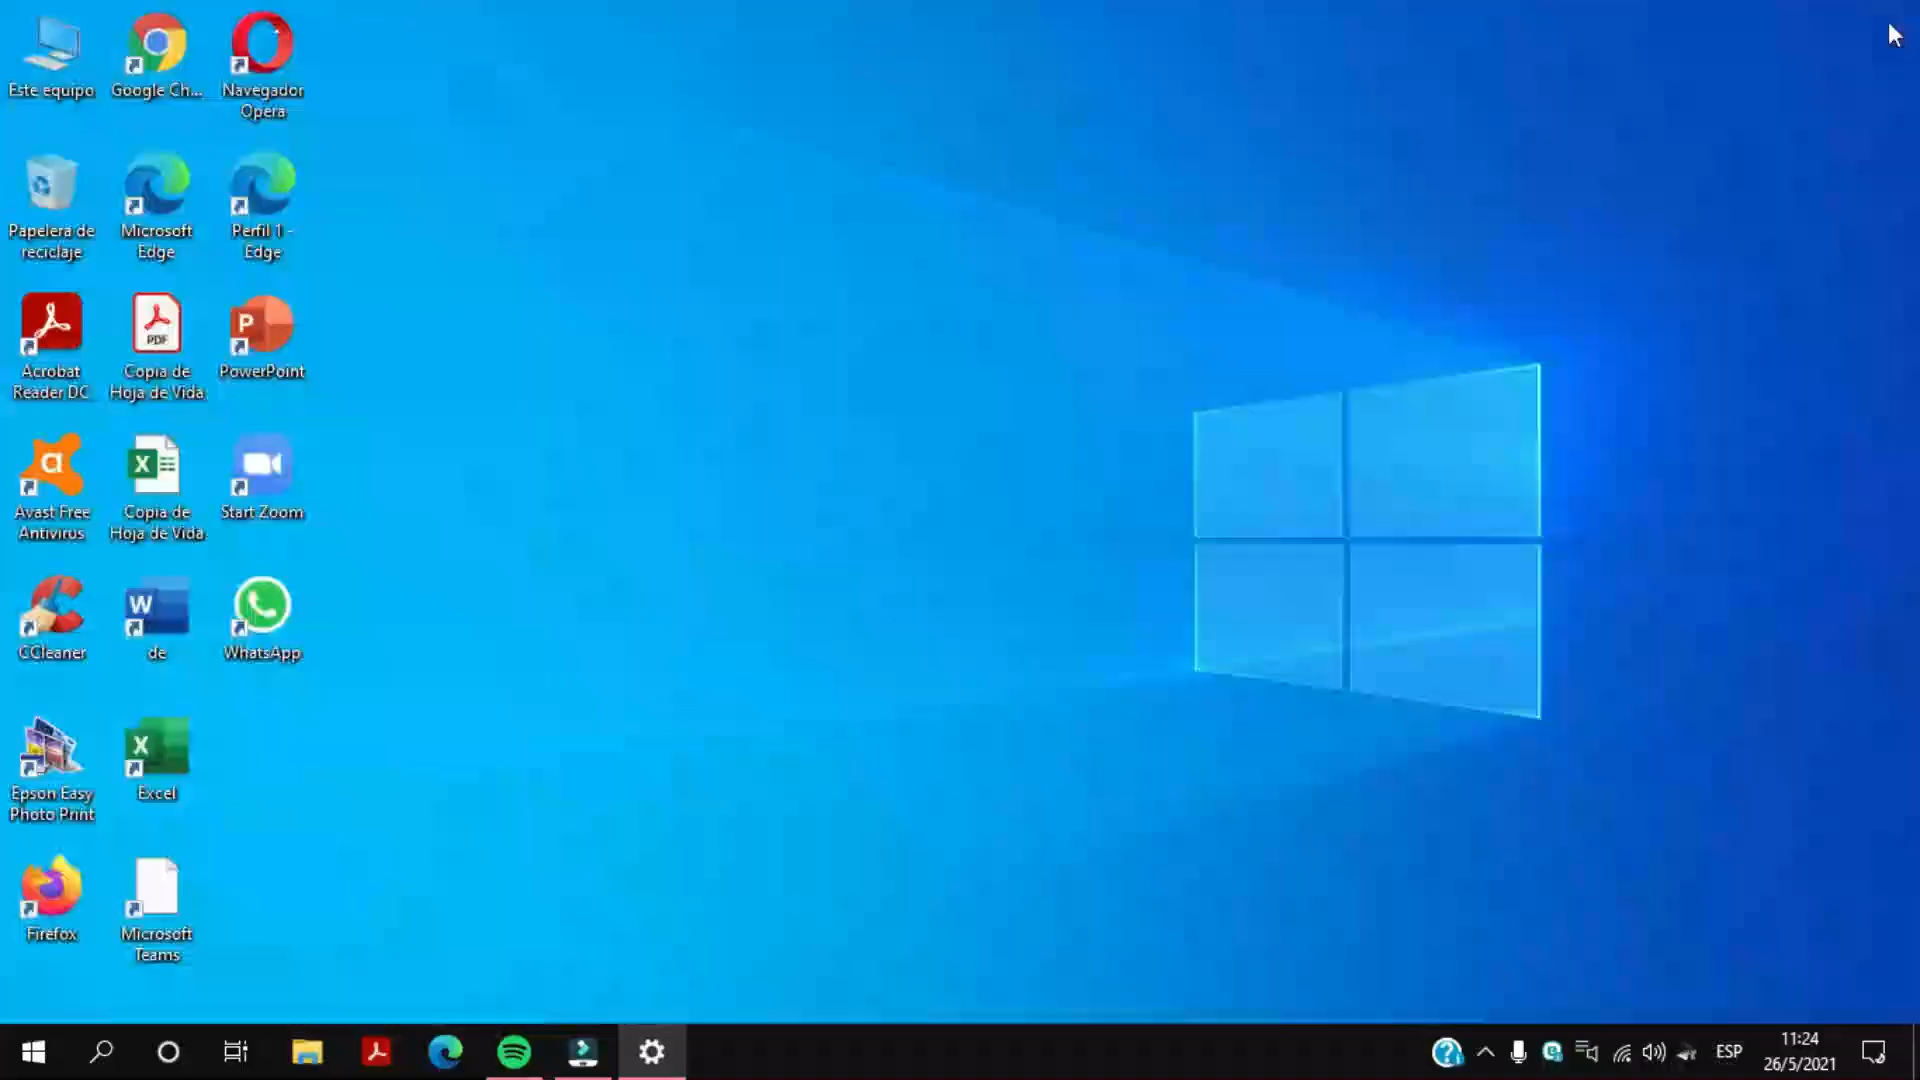 Este equipo
Google Ch...
Navegador
Opera
Papelera de
reciclaje
Microsoft
Edge
Perfil 1 -
Edge
Acrobat
Reader DC
PDF
Copia de
Hoja de Vida
P
PowerPoint
a
Avast Free
Antivirus
X
Copia de
Hoja de Vida
Start Zoom
CCleaner
W
de
WhatsApp
Epson Easy
Photo Print
X
Excel
Firefox
Microsoft
Teams
?
ESP
11:24
26/5/2021